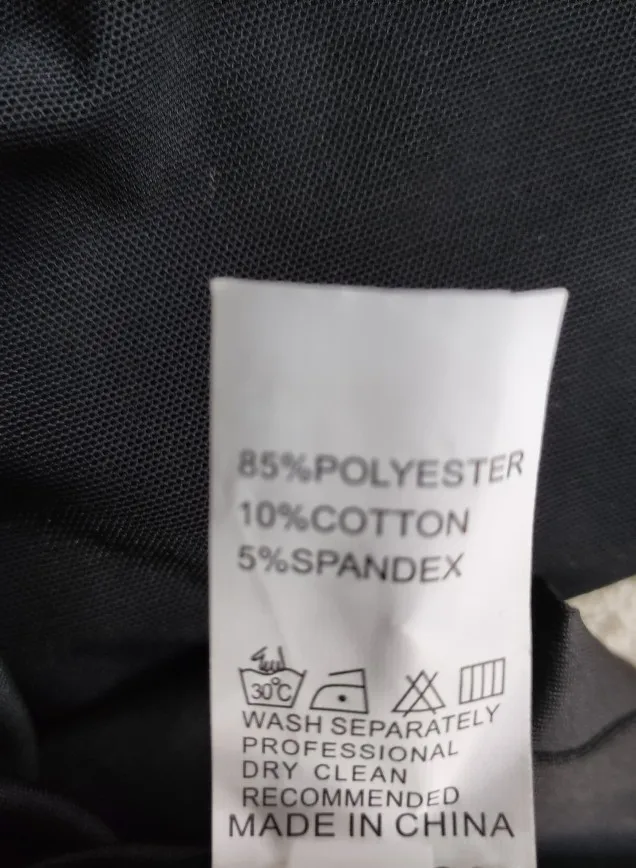 85%POLYESTER
10%COTTON
5%SPANDEX
30°C
WASH SEPARATELY
PROFESSIONAL
DRY CLEAN
RECOMMENDED
MADE IN CHINA